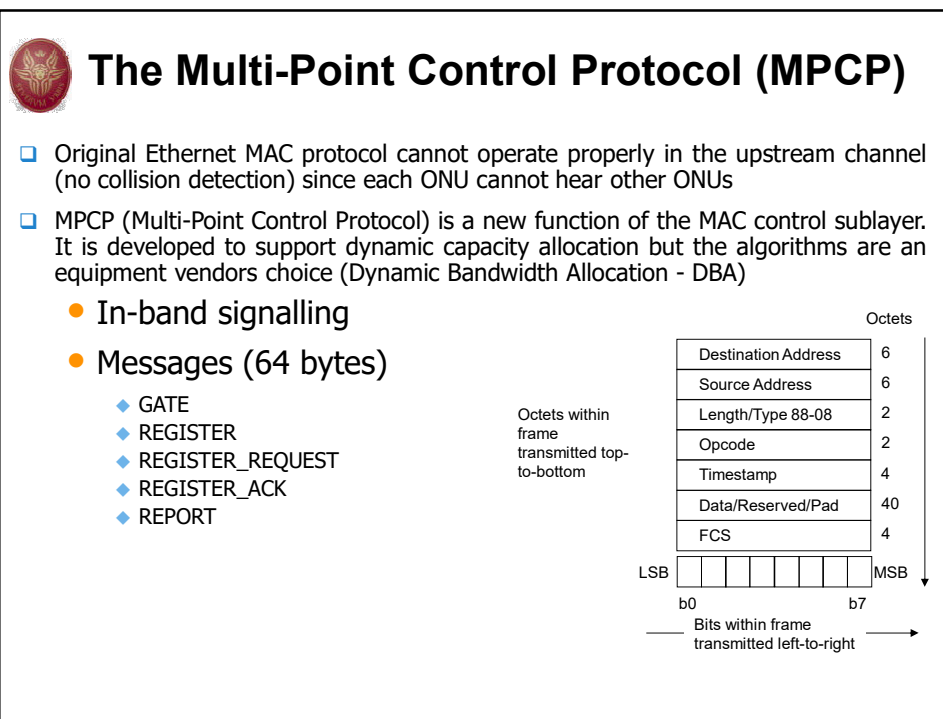 The Multi-Point Control Protocol (MPCP)
Original Ethernet MAC protocol cannot operate properly in the upstream channel
(no collision detection) since each ONU cannot hear other ONUs
MPCP (Multi-Point Control Protocol) is a new function of the MAC control sublayer.
It is developed to support dynamic capacity allocation but the algorithms are an
equipment vendors choice (Dynamic Bandwidth Allocation - DBA)
In-band signalling
Messages (64 bytes)
GATE
REGISTER
REGISTER_REQUEST
REGISTER_ACK
REPORT
Octets within
frame
transmitted top-
to-bottom
Octets
Destination Address 6
Source Address 6
Length/Type 88-08 2
Opcode 2
Timestamp 4
Data/Reserved/Pad 40
FCS 4
LSB MSB
b0 b7
Bits within frame
transmitted left-to-right